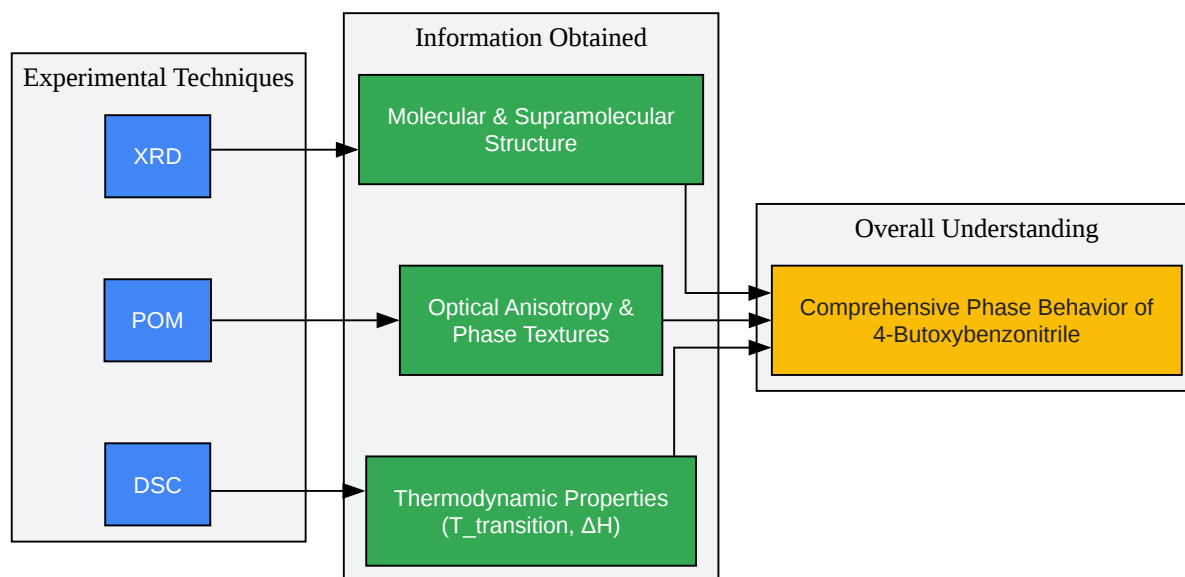 Experimental Techniques
XRD
POM
DSC
Information Obtained
Molecular & Supramolecular
Structure
Optical Anisotropy &
Phase Textures
Thermodynamic Properties
(T_transition, ΔH)
Overall Understanding
Comprehensive Phase Behavior of
4-Butoxybenzonitrile